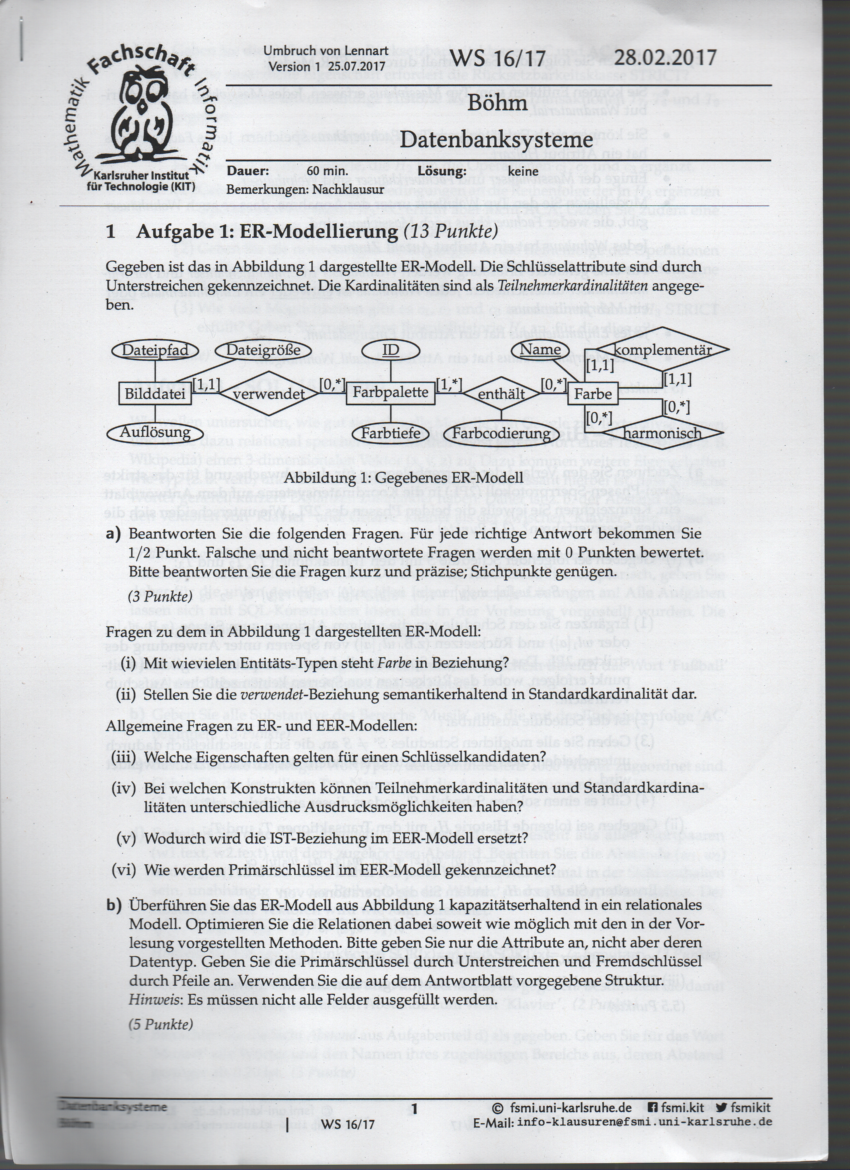 Fachschaft
Mathematik
Informatik
Karlsruher Institut
für Technologie (KIT)
Umbruch von Lennart
Version 1 25.07.2017
WS 16/17
28.02.2017
Böhm
Datenbanksysteme
Dauer: 60 min. Lösung: keine
Bemerkungen: Nachklausur
1 Aufgabe 1: ER-Modellierung (13 Punkte)
Gegeben ist das in Abbildung 1 dargestellte ER-Modell. Die Schlüsselattribute sind durch
Unterstreichen gekennzeichnet. Die Kardinalitäten sind als Teilnehmerkardinalitäten angege-
ben.
Dateipfad Dateigröße ID Name komplementär
[1,1]
[1,1]
Bilddatei [1,1] verwendet [0,*] Farbpalette [1,*] enthält [0,*] Farbe
[0,*]
[0,*]
Auflösung Farbtiefe Farbcodierung harmonisch
Abbildung 1: Gegebenes ER-Modell
a) Beantworten Sie die folgenden Fragen. Für jede richtige Antwort bekommen Sie
1/2 Punkt. Falsche und nicht beantwortete Fragen werden mit 0 Punkten bewertet.
Bitte beantworten Sie die Fragen kurz und präzise; Stichpunkte genügen.
(3 Punkte)
Fragen zu dem in Abbildung 1 dargestellten ER-Modell:
(i) Mit wievielen Entitäts-Typen steht Farbe in Beziehung?
(ii) Stellen Sie die verwendet-Beziehung semantikerhaltend in Standardkardinalität dar.
Allgemeine Fragen zu ER- und EER-Modellen:
(iii) Welche Eigenschaften gelten für einen Schlüsselkandidaten?
(iv) Bei welchen Konstrukten können Teilnehmerkardinalitäten und Standardkardina-
litäten unterschiedliche Ausdrucksmöglichkeiten haben?
(v) Wodurch wird die IST-Beziehung im EER-Modell ersetzt?
(vi) Wie werden Primärschlüssel im EER-Modell gekennzeichnet?
b) Überführen Sie das ER-Modell aus Abbildung 1 kapazitätserhaltend in ein relationales
Modell. Optimieren Sie die Relationen dabei soweit wie möglich mit den in der Vor-
lesung vorgestellten Methoden. Bitte geben Sie nur die Attribute an, nicht aber deren
Datentyp. Geben Sie die Primärschlüssel durch Unterstreichen und Fremdschlüssel
durch Pfeile an. Verwenden Sie die auf dem Antwortblatt vorgegebene Struktur.
Hinweis: Es müssen nicht alle Felder ausgefüllt werden.
(5 Punkte)
Datenbanksysteme
Böhm
WS 16/17
1
© fsmi.uni-karlsruhe.de fsmi.kit fsmikit
E-Mail: info-klausuren@fsmi.uni-karlsruhe.de